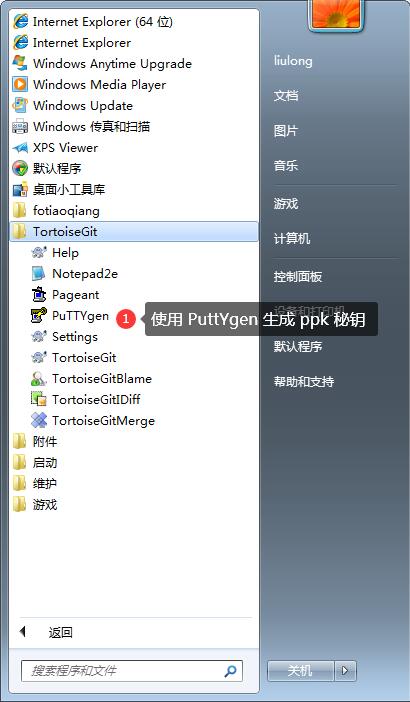 Internet Explorer (64 位)
Internet Explorer
Windows Anytime Upgrade
Windows Media Player
Windows Update
Windows 传真和扫描
XPS Viewer
默认程序
桌面小工具库
fotiaoqiang
TortoiseGit
Help
Notepad2e
Pageant
PuTTYgen
1 使用 PuttYgen 生成 ppk 秘钥
Settings
TortoiseGit
TortoiseGitBlame
TortoiseGitIDiff
TortoiseGitMerge
附件
启动
维护
游戏
返回
搜索程序和文件
liulong
文档
图片
音乐
游戏
计算机
控制面板
设备和打印机
默认程序
帮助和支持
关机